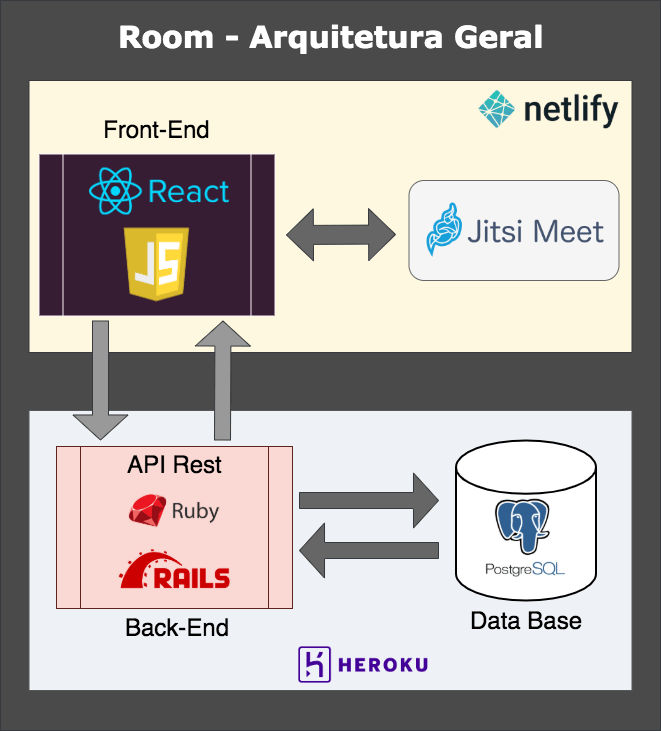 Room - Arquitetura Geral
netlify
Front-End
React
JS
Jitsi Meet
API Rest
Ruby
RAILS
Back-End
PostgreSQL
Data Base
HEROKU